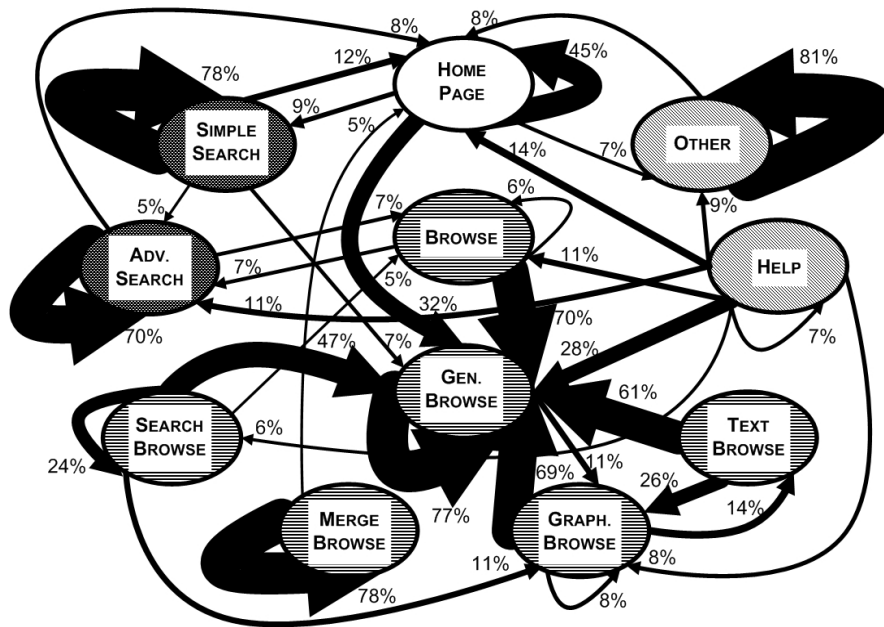 8%
8%
12%
HOME
PAGE
45%
78%
81%
9%
SIMPLE
SEARCH
5%
14%
7%
OTHER
5%
7%
6%
9%
ADV.
SEARCH
BROWSE
11%
HELP
7%
5%
11%
32%
70%
7%
70%
47%
7%
28%
GEN.
BROWSE
61%
SEARCH
BROWSE
6%
TEXT
BROWSE
24%
69%
11%
26%
77%
14%
MERGE
BROWSE
GRAPH.
BROWSE
11%
8%
78%
8%